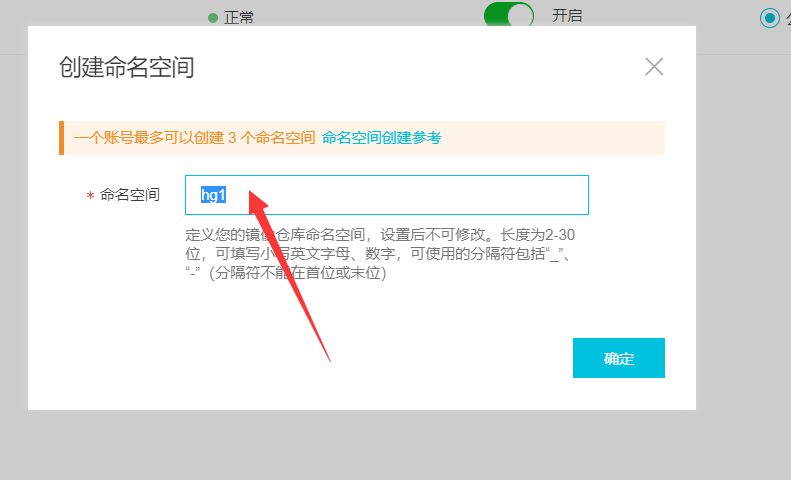 正常
开启
创建命名空间
一个账号最多可以创建 3 个命名空间 命名空间创建参考
* 命名空间
hg1
定义您的镜像仓库命名空间，设置后不可修改。长度为2-30
位，可填写小写英文字母、数字，可使用的分隔符包括“_”、
“-”（分隔符不能在首位或末位）
确定